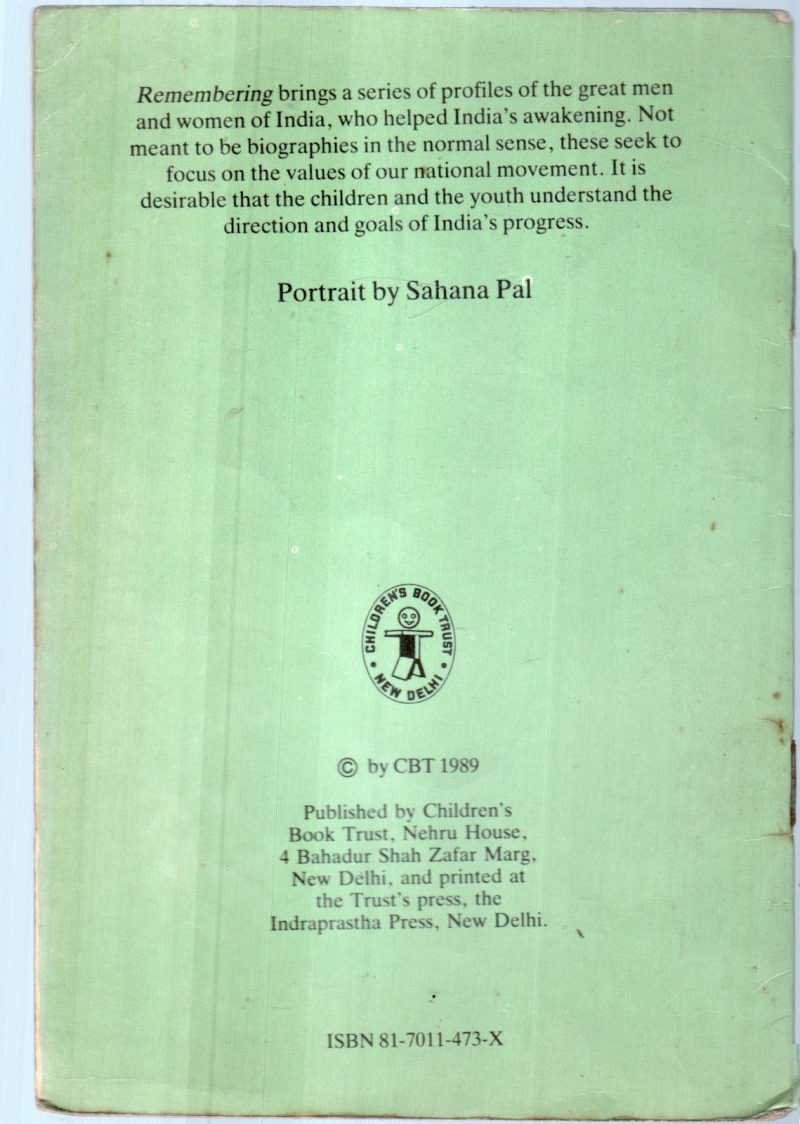 Remembering brings a series of profiles of the great men
and women of India, who helped India's awakening. Not
meant to be biographies in the normal sense, these seek to
focus on the values of our national movement. It is
desirable that the children and the youth understand the
direction and goals of India's progress.
Portrait by Sahana Pal
CHILDREN'S BOOK TRUST
• NEW DELHI •
© by CBT 1989
Published by Children's
Book Trust, Nehru House,
4 Bahadur Shah Zafar Marg,
New Delhi, and printed at
the Trust's press, the
Indraprastha Press, New Delhi.
ISBN 81-7011-473-X